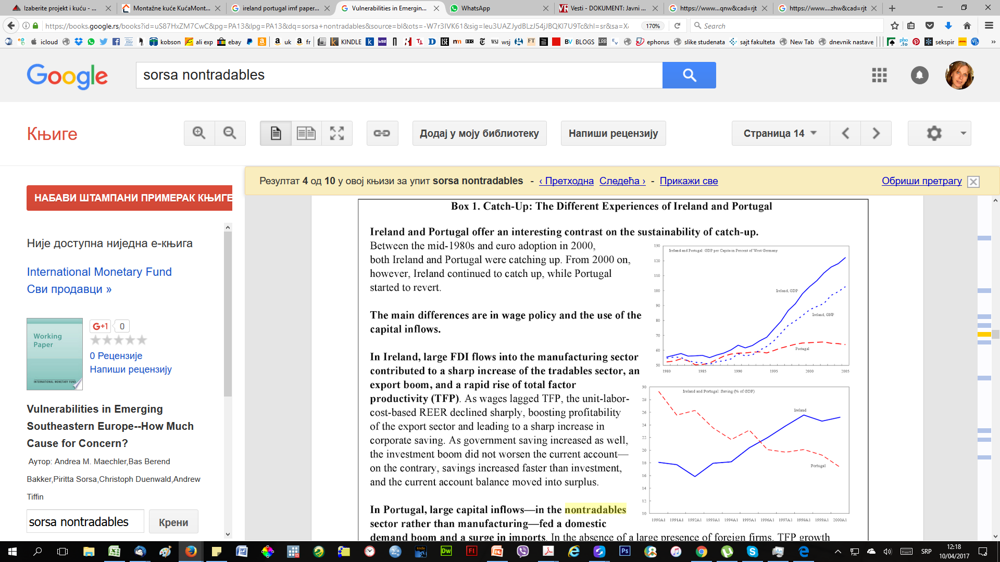 Izaberite projekt i kuću - ...
Montažne kuće KućaMont...
ireland portugal imf paper...
Vulnerabilities in Emergin...
WhatsApp
Vesti - DOKUMENT: Javni ...
https://www...qnw&cad=rjt
https://www....zhw&cad=rjt
https://books.google.rs/books?id=uS87HxZM7CwC&pg=PA13&lpg=PA13&dq=sorsa+nontradables&source=bl&ots=-W7r3IVK61&sig=leu3UAZJydBLzJ54jJBQKl7U9Tc&hl=sr&sa=X
170%
Search
icloud
kobson
ali exp
ebay
uk
fr
KINDLE
wsj
BLOGS
ephorus
slike studenata
sajt fakulteta
New Tab
dnevnik nastave
sekspir
Google
sorsa nontradables
Књиге
Додај у моју библиотеку
Напиши рецензију
Страница 14
Резултат 4 од 10 у овој књизи за упит sorsa nontradables - ‹ Претходна Следећа › - Прикажи све
Обриши претрагу
НАБАВИ ШТАМПАНИ ПРИМЕРАК КЊИГЕ
Није доступна ниједна е-књига
International Monetary Fund
Сви продавци »
Working
Paper
INTERNATIONAL MONETARY FUND
G+1 0
0 Рецензије
Напиши рецензију
Vulnerabilities in Emerging
Southeastern Europe--How Much
Cause for Concern?
Аутор: Andrea M. Maechler,Bas Berend
Bakker,Piritta Sorsa,Christoph Duenwald,Andrew
Tiffin
sorsa nontradables
Крени
Box 1. Catch-Up: The Different Experiences of Ireland and Portugal
Ireland and Portugal offer an interesting contrast on the sustainability of catch-up.
Between the mid-1980s and euro adoption in 2000,
both Ireland and Portugal were catching up. From 2000 on,
however, Ireland continued to catch up, while Portugal
started to revert.
The main differences are in wage policy and the use of the
capital inflows.
In Ireland, large FDI flows into the manufacturing sector
contributed to a sharp increase of the tradables sector, an
export boom, and a rapid rise of total factor
productivity (TFP). As wages lagged TFP, the unit-labor-
cost-based REER declined sharply, boosting profitability
of the export sector and leading to a sharp increase in
corporate saving. As government saving increased as well,
the investment boom did not worsen the current account—
on the contrary, savings increased faster than investment,
and the current account balance moved into surplus.
In Portugal, large capital inflows—in the nontradables
sector rather than manufacturing—fed a domestic
demand boom and a surge in imports. In the absence of a large presence of foreign firms, TFP growth
Ireland and Portugal: GDP per Capita in Percent of West Germany
130
120
110
100
90
80
70
60
50
Ireland, GDP
Ireland, GNP
Portugal
1980 1985 1990 1995 2000 2005
Ireland and Portugal: Saving (% of GDP)
30
28
26
24
22
20
18
16
14
12
10
Ireland
Portugal
1990A1 1991A1 1992A1 1993A1 1994A1 1995A1 1996A1 1997A1 1998A1 1999A1 2000A1
SRP
12:18
10/04/2017